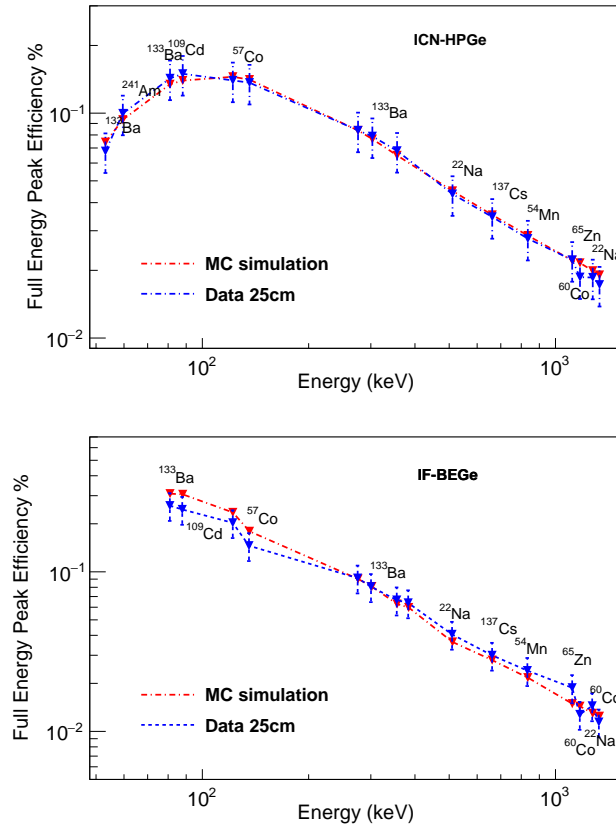 ICN-HPGe
Full Energy Peak Efficiency %
10⁻¹
10⁻²
¹³³Ba
²⁴¹Am
¹³³Ba
¹⁰⁹Cd
⁵⁷Co
¹³³Ba
²²Na
¹³⁷Cs
⁵⁴Mn
⁶⁵Zn
²²Na
⁶⁰Co
MC simulation
Data 25cm
10²
10³
Energy (keV)
IF-BEGe
Full Energy Peak Efficiency %
10⁻¹
10⁻²
¹³³Ba
¹⁰⁹Cd
⁵⁷Co
¹³³Ba
²²Na
¹³⁷Cs
⁵⁴Mn
⁶⁵Zn
⁶⁰Co
⁶⁰Co
²²Na
MC simulation
Data 25cm
10²
10³
Energy (keV)